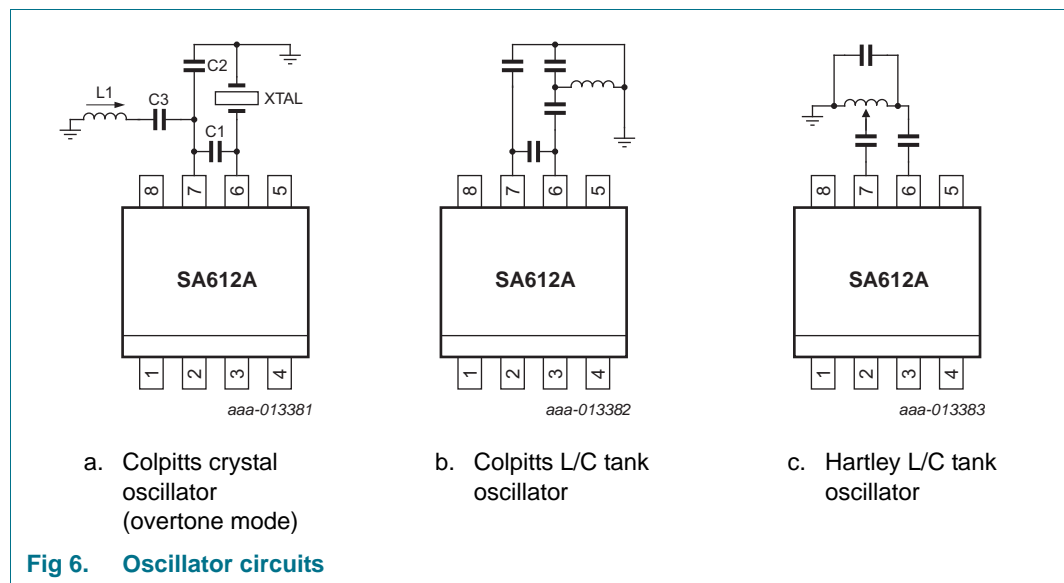 L1
C3
C2
XTAL
C1
8 7 6 5
SA612A
1 2 3 4
aaa-013381
8 7 6 5
SA612A
1 2 3 4
aaa-013382
8 7 6 5
SA612A
1 2 3 4
aaa-013383
a. Colpitts crystal
oscillator
(overtone mode)
b. Colpitts L/C tank
oscillator
c. Hartley L/C tank
oscillator
Fig 6. Oscillator circuits